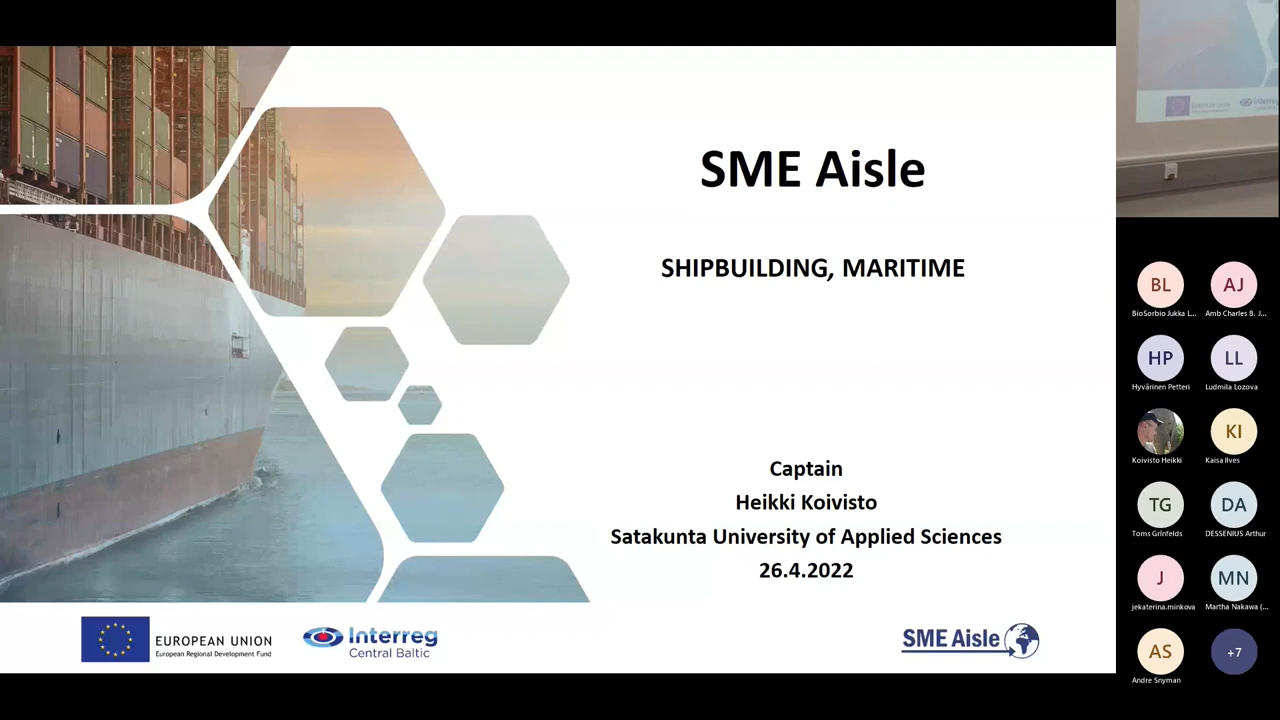 SME Aisle
SHIPBUILDING, MARITIME
Captain
Heikki Koivisto
Satakunta University of Applied Sciences
26.4.2022
EUROPEAN UNION
European Regional Development Fund
Interreg
Central Baltic
SME Aisle
BL
BioSorbio Jukka L...
AJ
Amb Charles B. J...
HP
Hyvärinen Petteri
LL
Ludmila Lozova
Koivisto Heikki
KI
Kaisa Ilves
TG
Toms Grīnfelds
DA
DESSENIUS Arthur
J
jekaterina.minkova
MN
Martha Nakawa (...
AS
Andre Snyman
+7